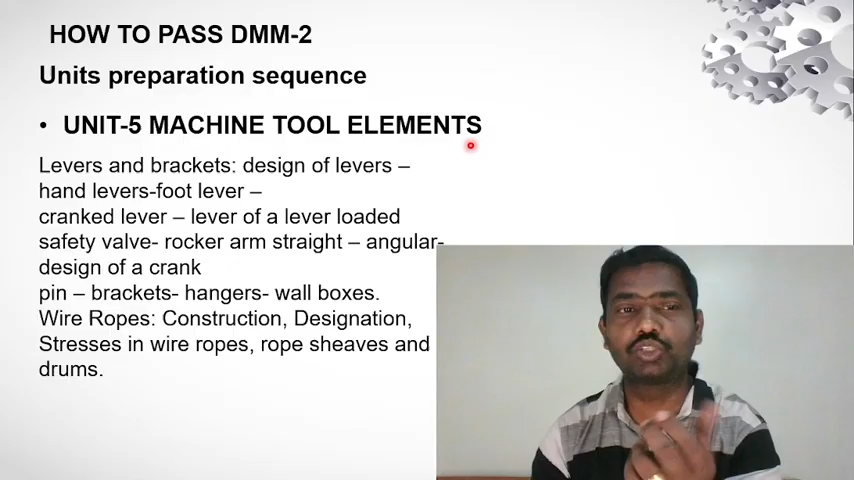 HOW TO PASS DMM-2
Units preparation sequence
• UNIT-5 MACHINE TOOL ELEMENTS
Levers and brackets: design of levers –
hand levers-foot lever –
cranked lever – lever of a lever loaded
safety valve- rocker arm straight – angular-
design of a crank
pin – brackets- hangers- wall boxes.
Wire Ropes: Construction, Designation,
Stresses in wire ropes, rope sheaves and
drums.